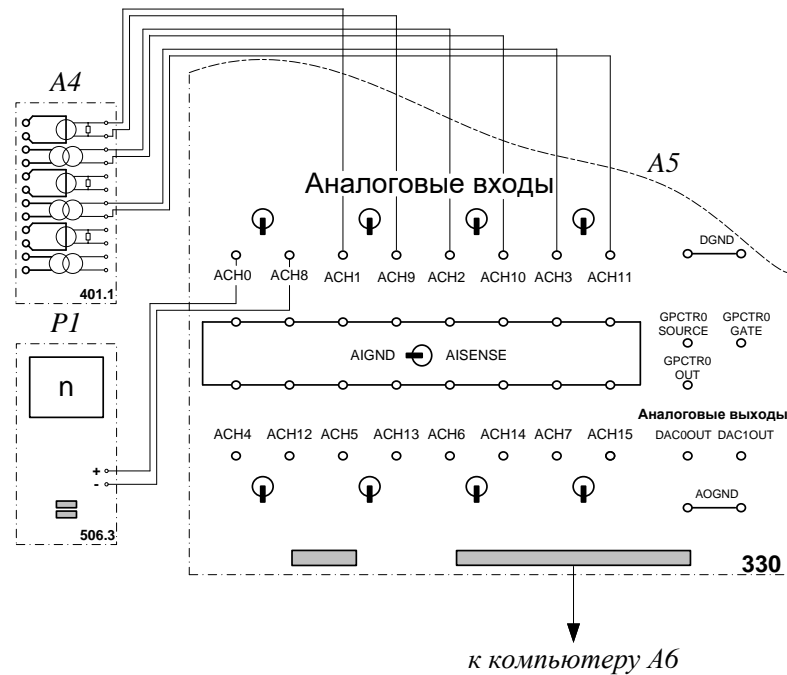 A4
A5
Аналоговые входы
DGND
ACH0 ACH8 ACH1 ACH9 ACH2 ACH10 ACH3 ACH11
401.1
P1
GPCTR0 SOURCE
GPCTR0 GATE
AIGND AISENSE
GPCTR0 OUT
n
Аналоговые выходы
ACH4 ACH12 ACH5 ACH13 ACH6 ACH14 ACH7 ACH15 DAC0OUT DAC1OUT
+
-
AOGND
506.3
330
к компьютеру А6